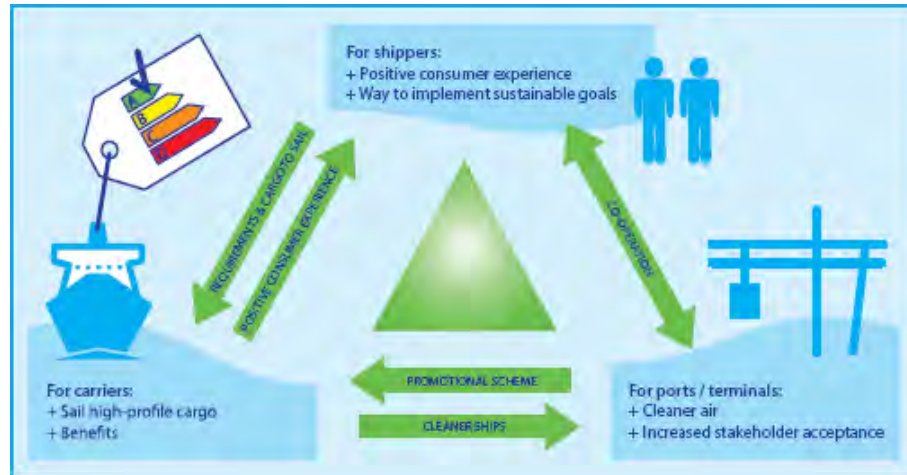 For shippers:
+ Positive consumer experience
+ Way to implement sustainable goals
A
B
C
D
REQUIREMENTS & CARGO TO SAIL
POSITIVE CONSUMER EXPERIENCE
CO-OPERATION
PROMOTIONAL SCHEME
CLEANER SHIPS
For carriers:
+ Sail high-profile cargo
+ Benefits
For ports / terminals:
+ Cleaner air
+ Increased stakeholder acceptance